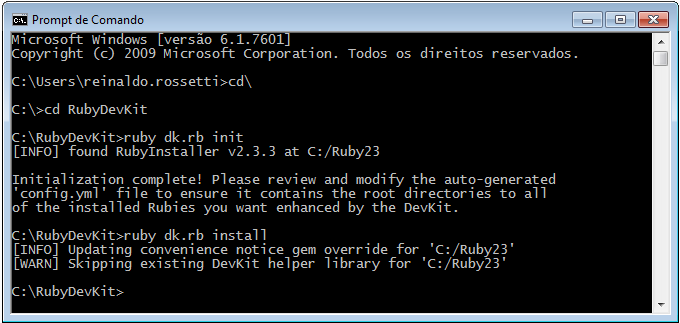 Prompt de Comando
Microsoft Windows [versão 6.1.7601]
Copyright (c) 2009 Microsoft Corporation. Todos os direitos reservados.
C:\Users\reinaldo.rossetti>cd\
C:\>cd RubyDevKit
C:\RubyDevKit>ruby dk.rb init
[INFO] found RubyInstaller v2.3.3 at C:/Ruby23
Initialization complete! Please review and modify the auto-generated
'config.yml' file to ensure it contains the root directories to all
of the installed Rubies you want enhanced by the DevKit.
C:\RubyDevKit>ruby dk.rb install
[INFO] Updating convenience notice gem override for 'C:/Ruby23'
[WARN] Skipping existing DevKit helper library for 'C:/Ruby23'
C:\RubyDevKit>